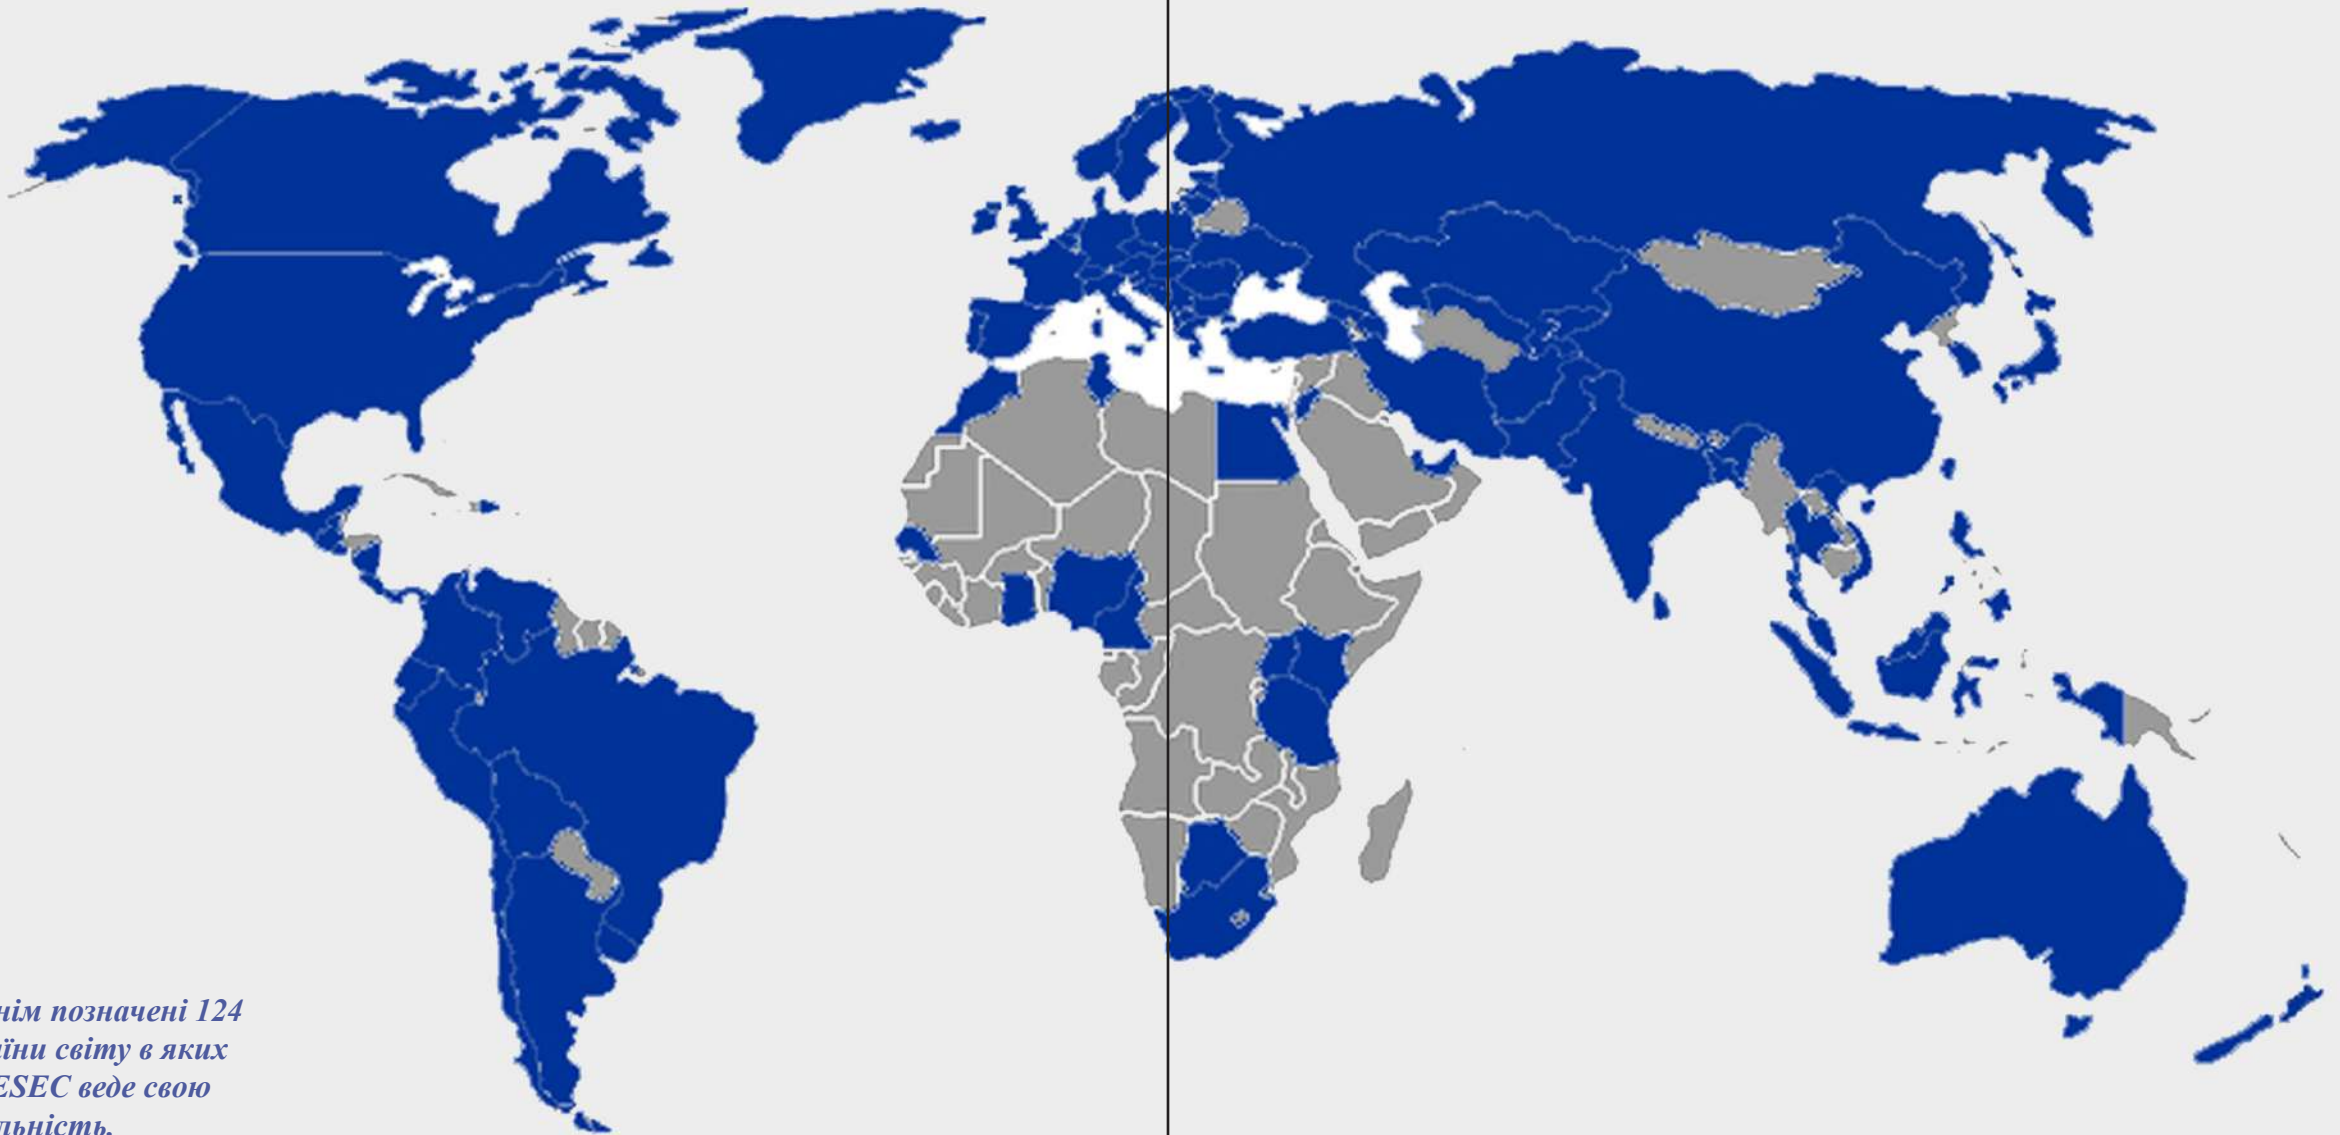 нім позначені 124
їни світу в яких
ESEC веде свою
льність.